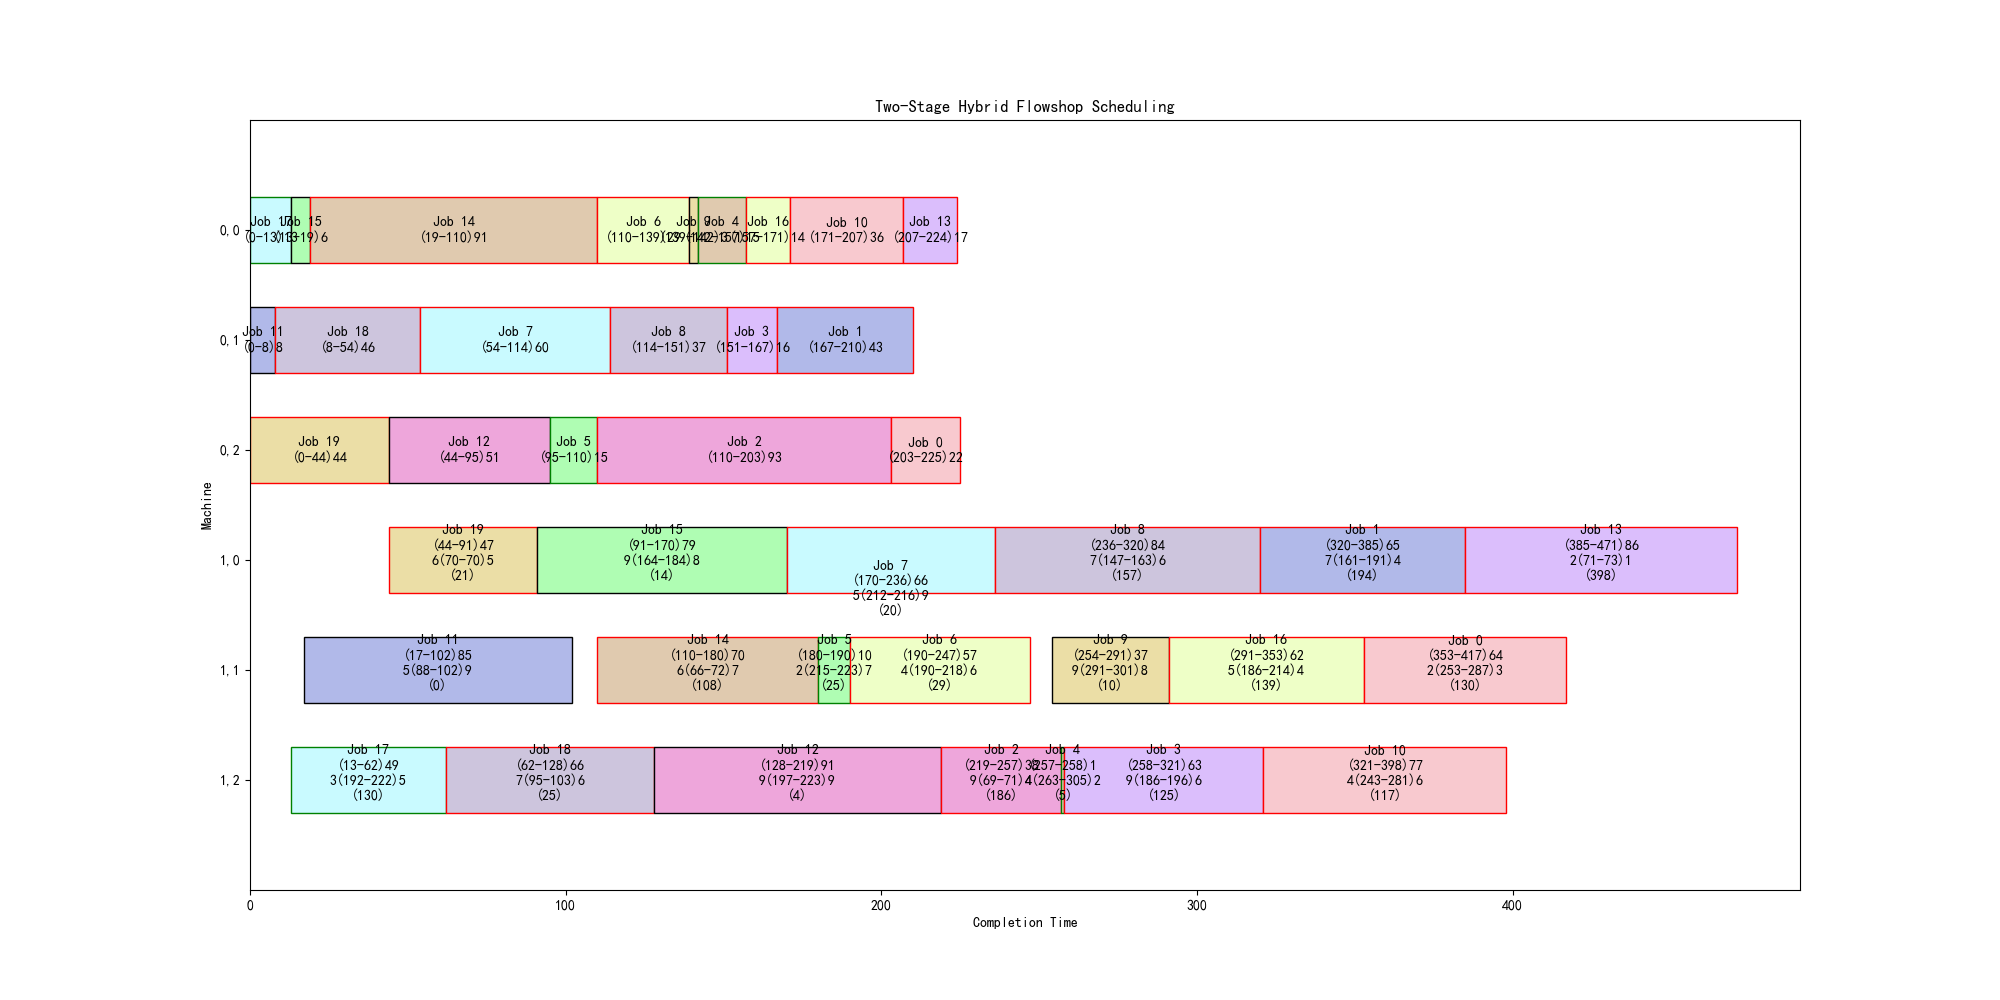 Two-Stage Hybrid Flowshop Scheduling
Machine
0,0
Job 17
(0-13)13
Job 15
(13-19)6
Job 14
(19-110)91
Job 6
(110-139)29
Job 9
(139-142)3
Job 4
(142-157)15
Job 16
(157-171)14
Job 10
(171-207)36
Job 13
(207-224)17
0,1
Job 11
(0-8)8
Job 18
(8-54)46
Job 7
(54-114)60
Job 8
(114-151)37
Job 3
(151-167)16
Job 1
(167-210)43
0,2
Job 19
(0-44)44
Job 12
(44-95)51
Job 5
(95-110)15
Job 2
(110-203)93
Job 0
(203-225)22
1,0
Job 19
(44-91)47
6(70-70)5
(21)
Job 15
(91-170)79
9(164-184)8
(14)
Job 7
(170-236)66
5(212-216)9
(20)
Job 8
(236-320)84
7(147-163)6
(157)
Job 1
(320-385)65
7(161-191)4
(194)
Job 13
(385-471)86
2(71-73)1
(398)
1,1
Job 11
(17-102)85
5(88-102)9
(0)
Job 14
(110-180)70
6(66-72)7
(108)
Job 5
(180-190)10
2(215-223)7
(25)
Job 6
(190-247)57
4(190-218)6
(29)
Job 9
(254-291)37
9(291-301)8
(10)
Job 16
(291-353)62
5(186-214)4
(139)
Job 0
(353-417)64
2(253-287)3
(130)
1,2
Job 17
(13-62)49
3(192-222)5
(130)
Job 18
(62-128)66
7(95-103)6
(25)
Job 12
(128-219)91
9(197-223)9
(4)
Job 2
(219-257)38
9(69-71)4
(186)
Job 4
(257-258)1
4(263-305)2
(5)
Job 3
(258-321)63
9(186-196)6
(125)
Job 10
(321-398)77
4(243-281)6
(117)
0 100 200 300 400
Completion Time